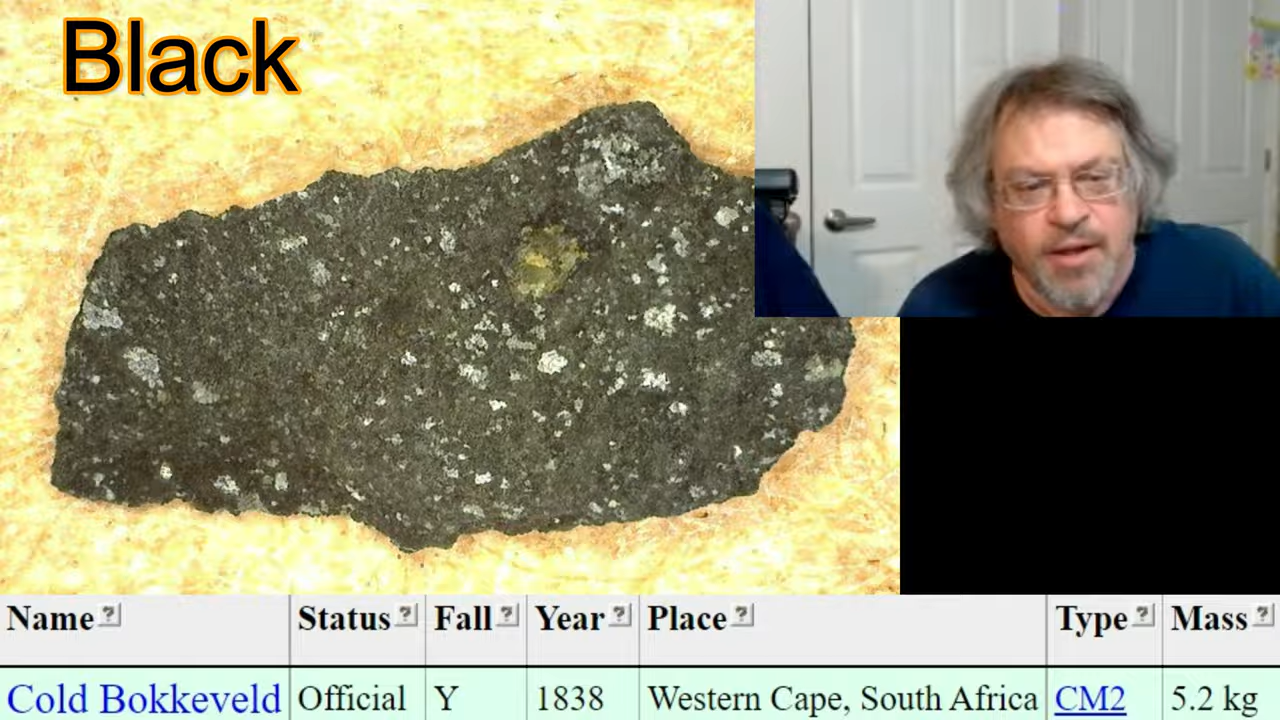 Black
Name ? Status ? Fall ? Year ? Place ? Type ? Mass ?
Cold Bokkeveld Official Y 1838 Western Cape, South Africa CM2 5.2 kg